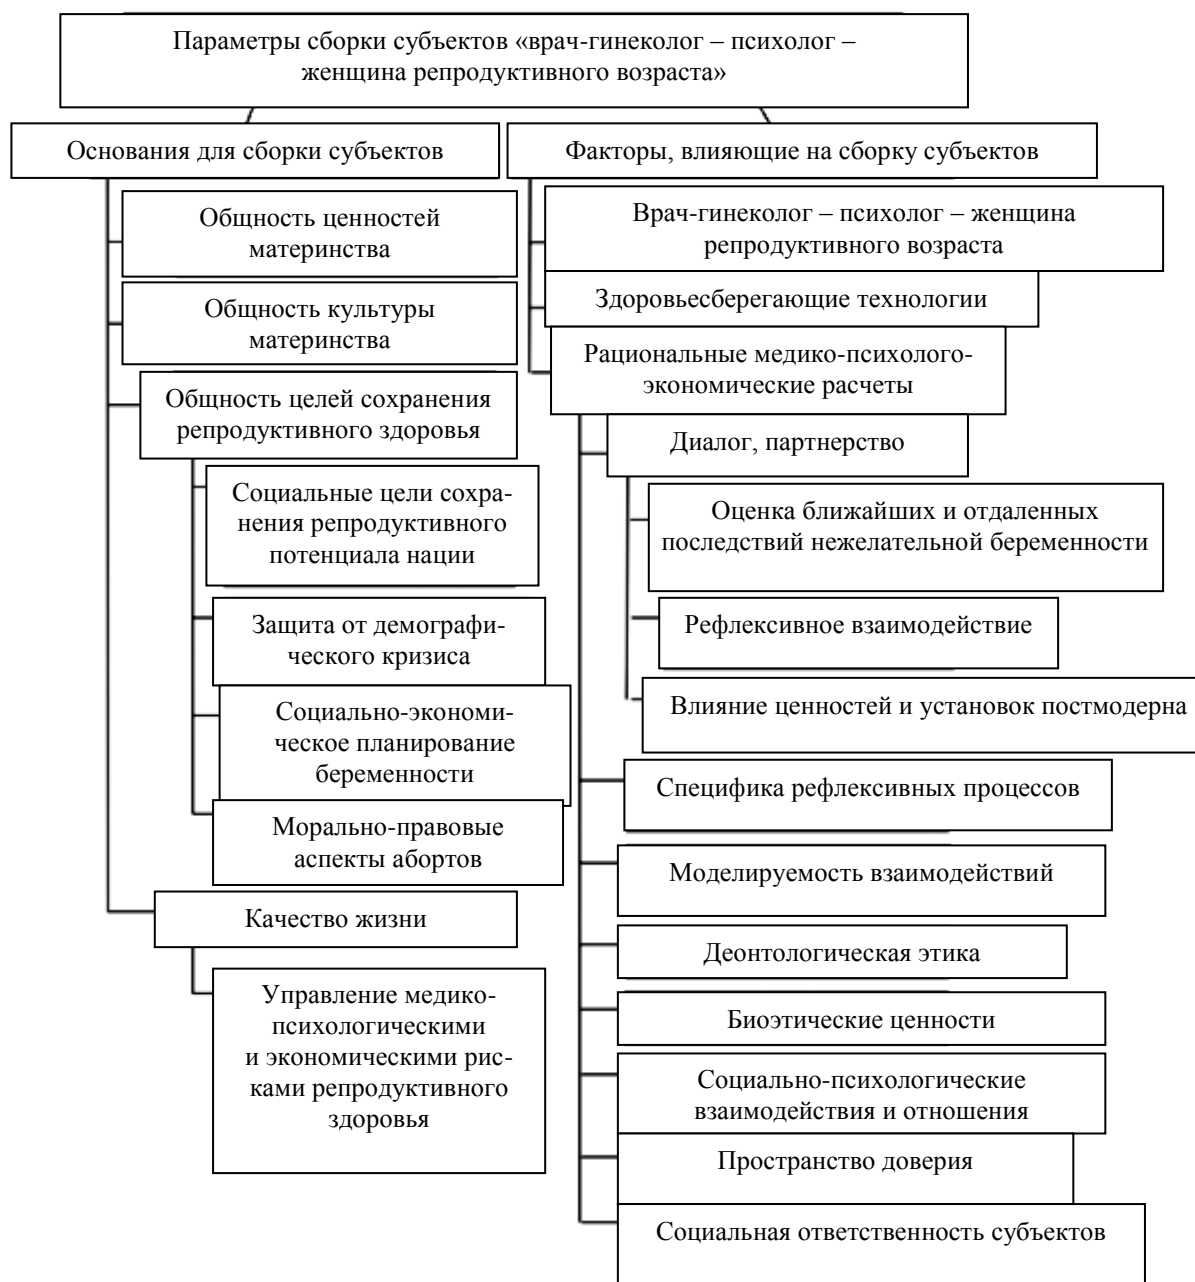 Параметры сборки субъектов «врач-гинеколог – психолог –
женщина репродуктивного возраста»
Основания для сборки субъектов
Общность ценностей
материнства
Общность культуры
материнства
Общность целей сохранения
репродуктивного здоровья
Социальные цели сохра-
нения репродуктивного
потенциала нации
Защита от демографи-
ческого кризиса
Социально-экономи-
ческое планирование
беременности
Морально-правовые
аспекты абортов
Качество жизни
Управление медико-
психологическими
и экономическими рис-
ками репродуктивного
здоровья
Факторы, влияющие на сборку субъектов
Врач-гинеколог – психолог – женщина
репродуктивного возраста
Здоровьесберегающие технологии
Рациональные медико-психолого-
экономические расчеты
Диалог, партнерство
Оценка ближайших и отдаленных
последствий нежелательной беременности
Рефлексивное взаимодействие
Влияние ценностей и установок постмодерна
Специфика рефлексивных процессов
Моделируемость взаимодействий
Деонтологическая этика
Биоэтические ценности
Социально-психологические
взаимодействия и отношения
Пространство доверия
Социальная ответственность субъектов